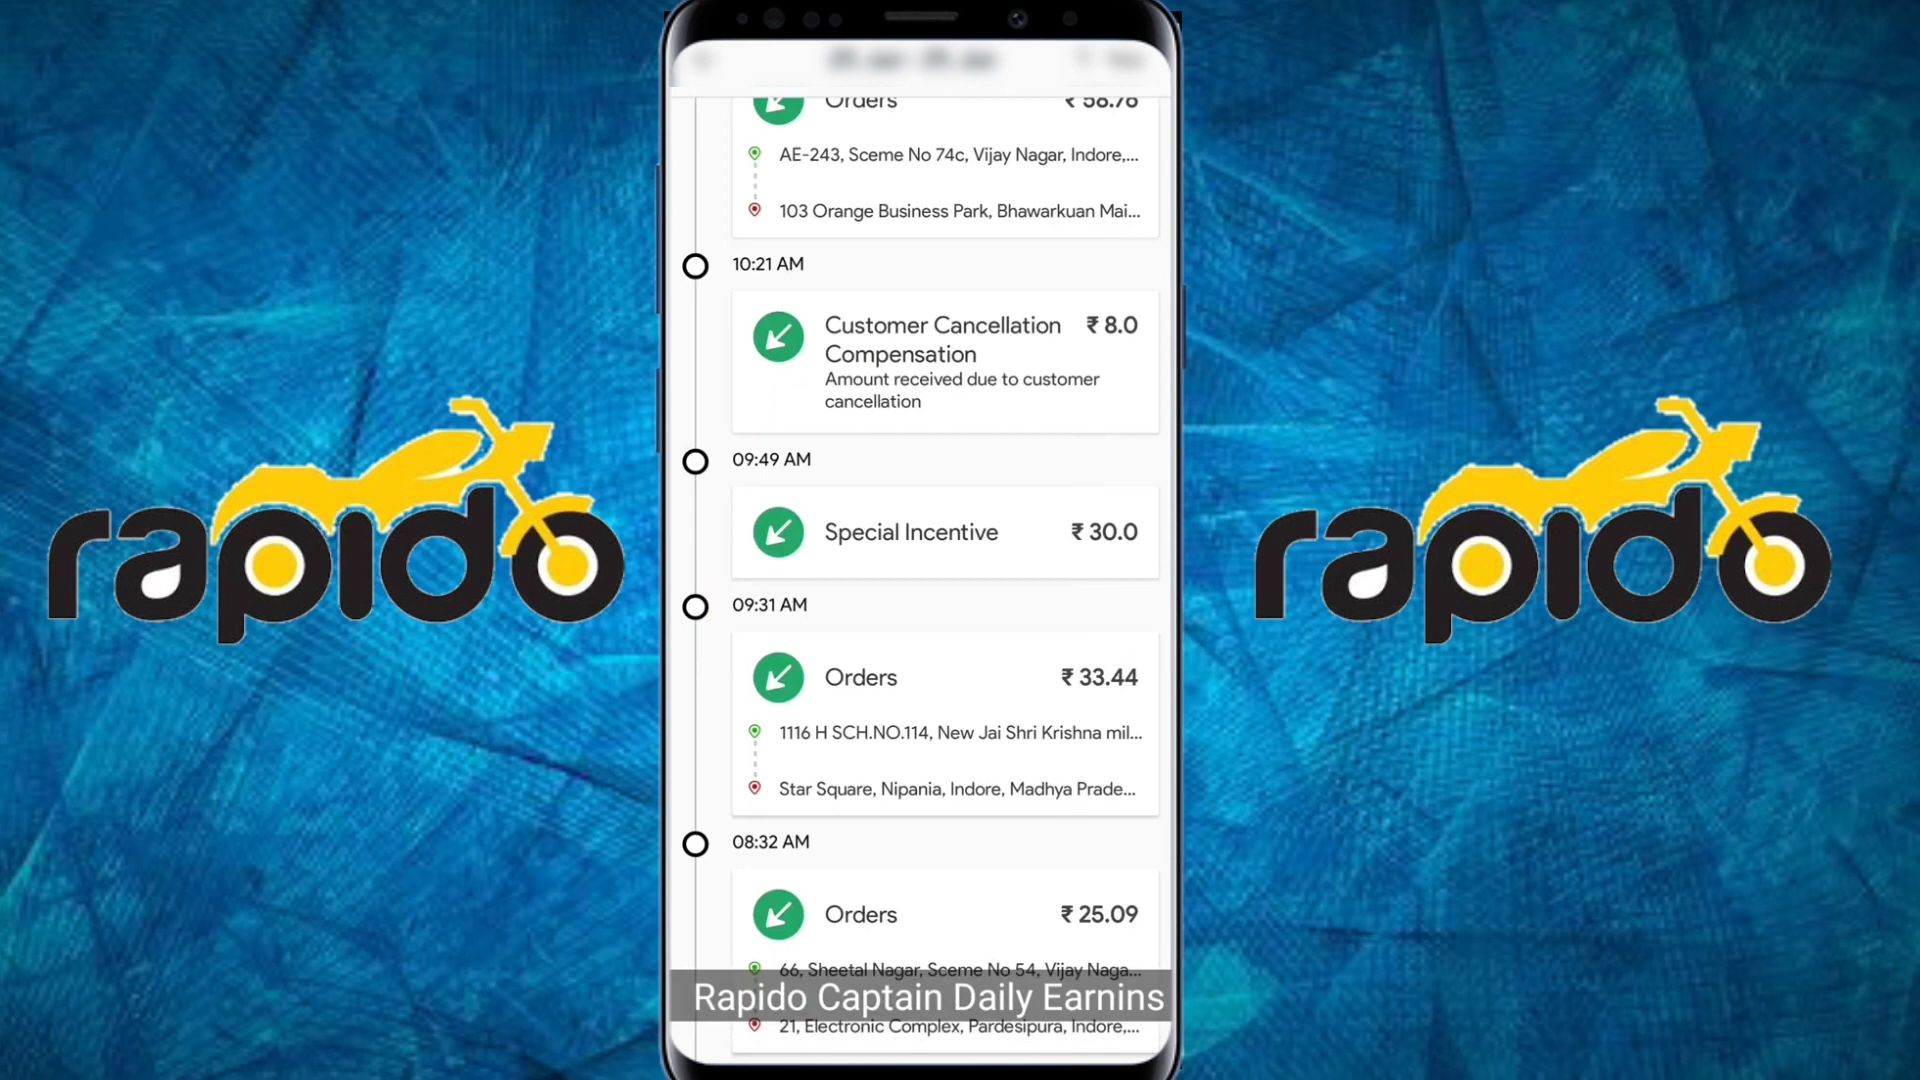 Orders ₹ 58.76
AE-243, Sceme No 74c, Vijay Nagar, Indore,...
103 Orange Business Park, Bhawarkuan Mai...
10:21 AM
Customer Cancellation ₹ 8.0
Compensation
Amount received due to customer
cancellation
09:49 AM
Special Incentive ₹ 30.0
09:31 AM
Orders ₹ 33.44
1116 H SCH.NO.114, New Jai Shri Krishna mil...
Star Square, Nipania, Indore, Madhya Prade...
08:32 AM
Orders ₹ 25.09
66, Sheetal Nagar, Sceme No 54, Vijay Naga...
Rapido Captain Daily Earnins
21, Electronic Complex, Pardesipura, Indore,...
rapido
rapido